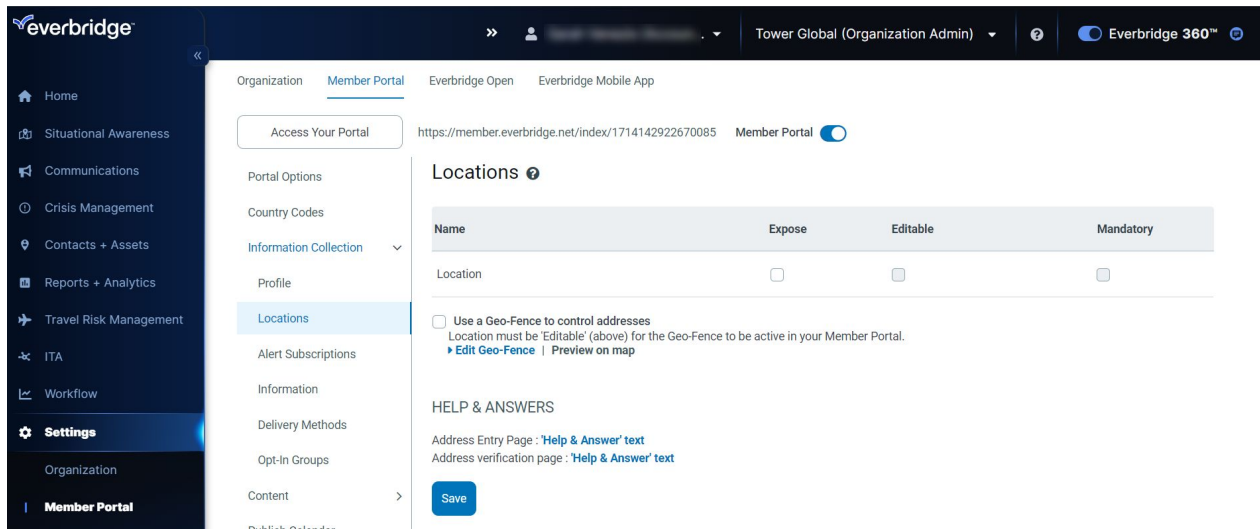 everbridge™
Tower Global (Organization Admin)
Everbridge 360™
Home
Situational Awareness
Communications
Crisis Management
Contacts + Assets
Reports + Analytics
Travel Risk Management
ITA
Workflow
Settings
Organization
Member Portal
Organization Member Portal Everbridge Open Everbridge Mobile App
Access Your Portal https://member.everbridge.net/index/1714142922670085 Member Portal
Portal Options
Country Codes
Information Collection
Profile
Locations
Alert Subscriptions
Information
Delivery Methods
Opt-In Groups
Content
Publish Calendar
Locations
Name Expose Editable Mandatory
Location
Use a Geo-Fence to control addresses
Location must be 'Editable' (above) for the Geo-Fence to be active in your Member Portal.
Edit Geo-Fence | Preview on map
HELP & ANSWERS
Address Entry Page : 'Help & Answer' text
Address verification page : 'Help & Answer' text
Save